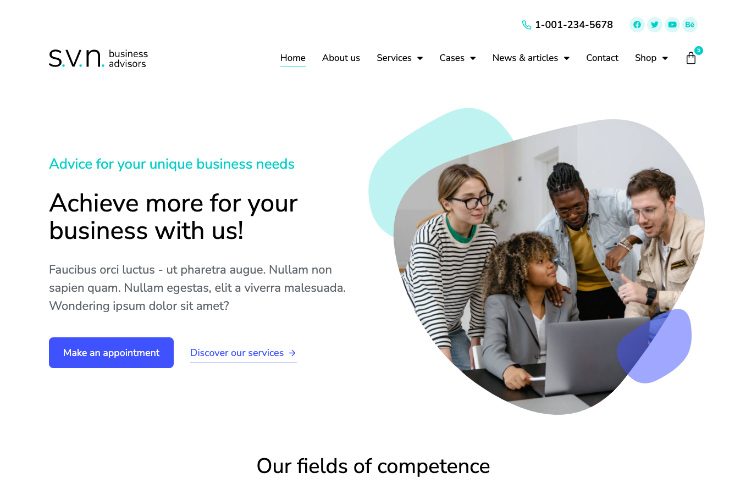 1-001-234-5678
Bē
s.v.n. business
advisors
Home About us Services Cases News & articles Contact Shop
Advice for your unique business needs
Achieve more for your
business with us!
Faucibus orci luctus - ut pharetra augue. Nullam non
sapien quam. Nullam egestas, elit a viverra malesuada.
Wondering ipsum dolor sit amet?
Make an appointment Discover our services →
Our fields of competence